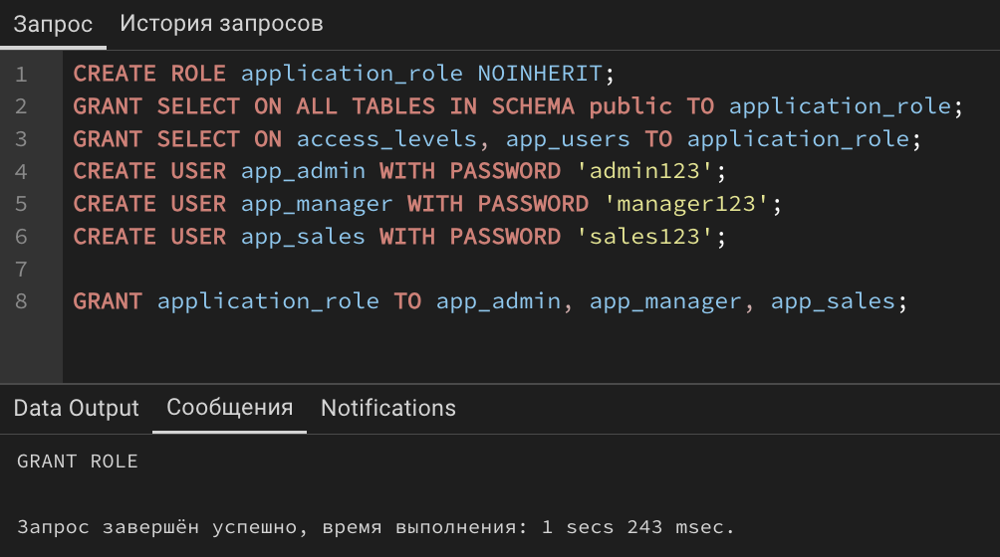 Запрос История запросов
1 CREATE ROLE application_role NOINHERIT;
2 GRANT SELECT ON ALL TABLES IN SCHEMA public TO application_role;
3 GRANT SELECT ON access_levels, app_users TO application_role;
4 CREATE USER app_admin WITH PASSWORD 'admin123';
5 CREATE USER app_manager WITH PASSWORD 'manager123';
6 CREATE USER app_sales WITH PASSWORD 'sales123';
7
8 GRANT application_role TO app_admin, app_manager, app_sales;
Data Output Сообщения Notifications
GRANT ROLE
Запрос завершён успешно, время выполнения: 1 secs 243 msec.